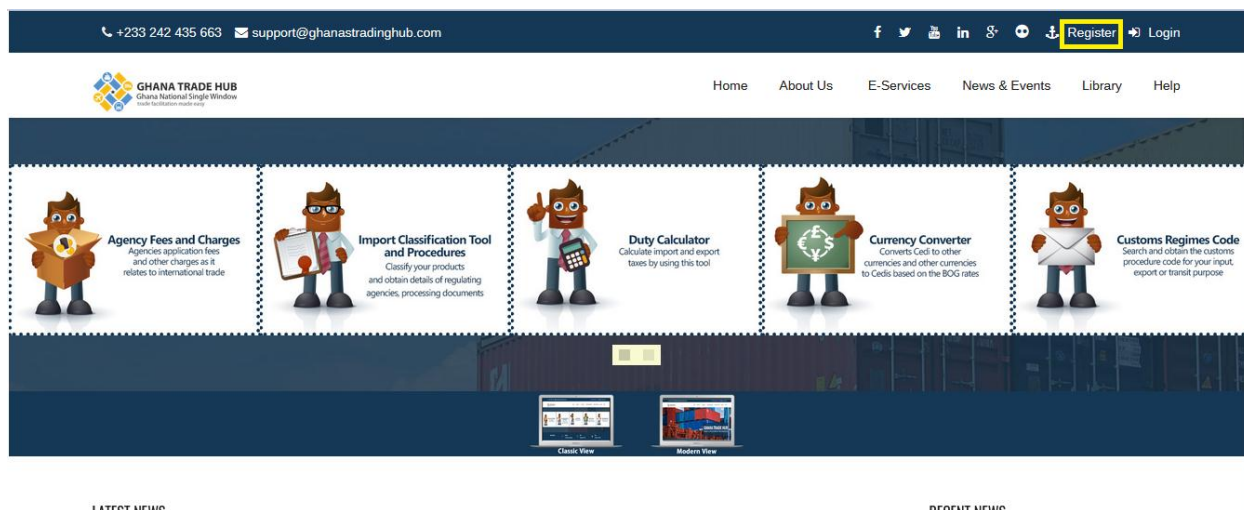 +233 242 435 663 support@ghanastradinghub.com
Register Login
GHANA TRADE HUB
Ghana National Single Window
trade facilitation made easy
Home About Us E-Services News & Events Library Help
Agency Fees and Charges
Agencies application fees
and other charges as it
relates to international trade
Import Classification Tool
and Procedures
Classify your products
and obtain details of regulating
agencies, processing documents
Duty Calculator
Calculate import and export
taxes by using this tool
Currency Converter
Converts Cedi to other
currencies and other currencies
to Cedis based on the BOG rates
Customs Regimes Code
Search and obtain the customs
procedure code for your input,
export or transit purpose
Classic View Modern View
LATEST NEWS RECENT NEWS